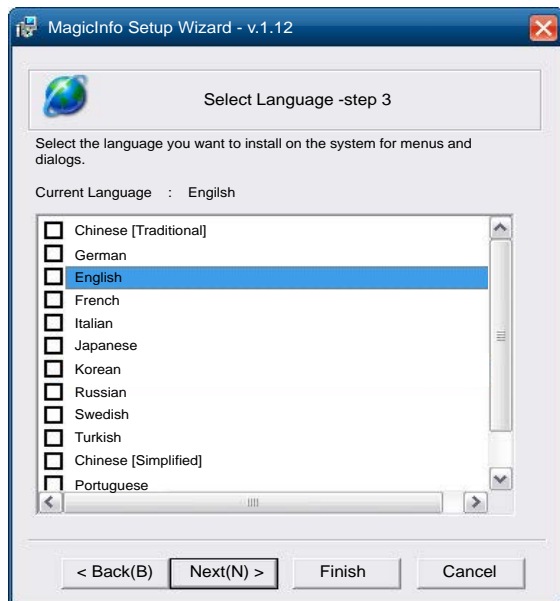 MagicInfo Setup Wizard - v.1.12
Select Language -step 3
Select the language you want to install on the system for menus and
dialogs.
Current Language : Engilsh
Chinese [Traditional]
German
English
French
Italian
Japanese
Korean
Russian
Swedish
Turkish
Chinese [Simplified]
Portuguese
< Back(B) Next(N) > Finish Cancel